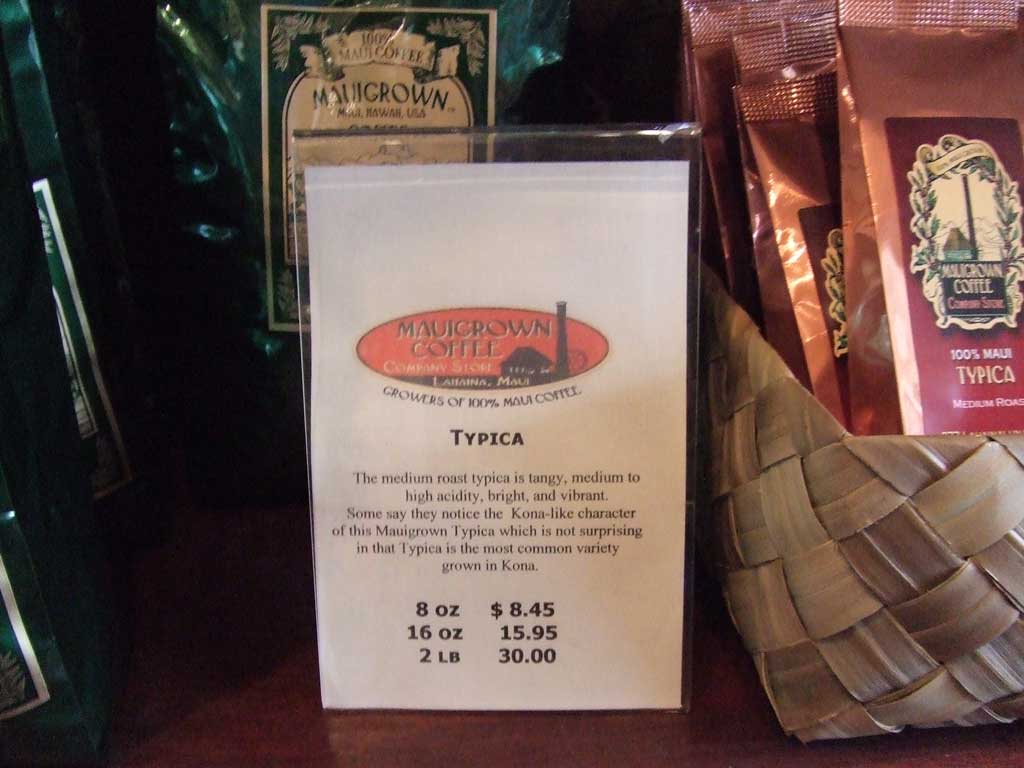 100%
MAUI COFFEE
MAUIGROWN
MAUI, HAWAII, USA
COFFEE
MAUIGROWN
COFFEE
COMPANY STORE
LAHAINA, MAUI
GROWERS OF 100% MAUI COFFEE
TYPICA
The medium roast typica is tangy, medium to
high acidity, bright, and vibrant.
Some say they notice the Kona-like character
of this Mauigrown Typica which is not surprising
in that Typica is the most common variety
grown in Kona.
8 oz $ 8.45
16 oz 15.95
2 LB 30.00
MAUIGROWN
COFFEE
COMPANY STORE
100% MAUI
TYPICA
MEDIUM ROAS